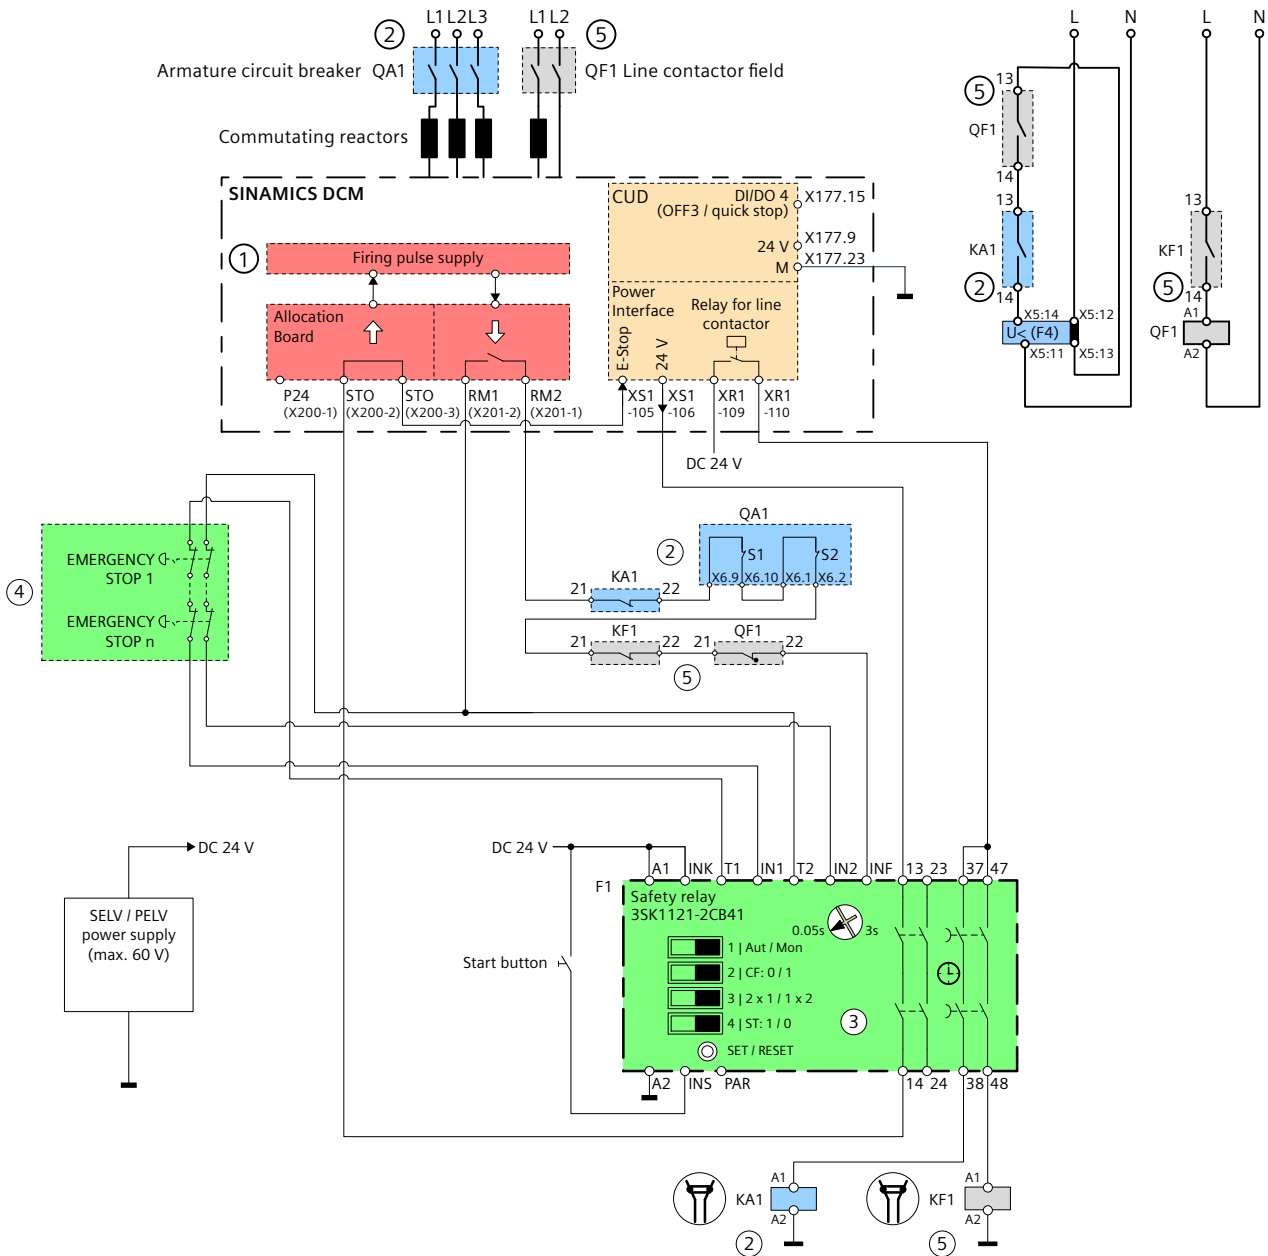 L1 L2 L3
L1 L2
2
5
Armature circuit breaker QA1
QF1 Line contactor field
Commutating reactors
SINAMICS DCM
1
Firing pulse supply
Allocation
Board
CUD
DI/DO 4
(OFF3 / quick stop)
X177.15
24 V
X177.9
M
X177.23
Power
Interface
Relay for line
contactor
E-Stop
24 V
P24
(X200-1)
STO
(X200-2)
STO
(X200-3)
RM1
(X201-2)
RM2
(X201-1)
XS1
-105
XS1
-106
XR1
-109
XR1
-110
DC 24 V
L
N
L
N
5
13
QF1
14
13
KA1
2
14
X5:14
X5:12
U< (F4)
X5:11
X5:13
13
KF1
5
14
A1
QF1
A2
4
EMERGENCY
STOP 1
EMERGENCY
STOP n
QA1
2
S1
S2
X6.9
X6.10
X6.1
X6.2
KA1
21
22
KF1
21
22
QF1
21
22
5
DC 24 V
SELV / PELV
power supply
(max. 60 V)
DC 24 V
Start button
F1
A1
INK
T1
IN1
T2
IN2
INF
13
23
37
47
Safety relay
3SK1121-2CB41
0.05s
3s
1 | Aut / Mon
2 | CF: 0 / 1
3 | 2 x 1 / 1 x 2
4 | ST: 1 / 0
SET / RESET
3
A2
INS
PAR
14
24
38
48
KA1
A1
A2
2
KF1
A1
A2
5